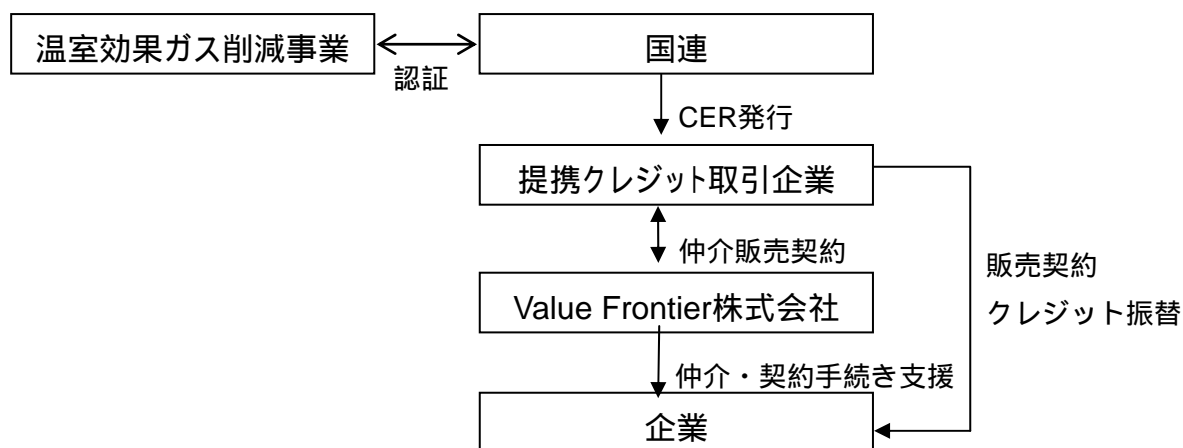 温室効果ガス削減事業
国連
認証
CER発行
提携クレジット取引企業
仲介販売契約
販売契約
クレジット振替
Value Frontier株式会社
仲介・契約手続き支援
企業